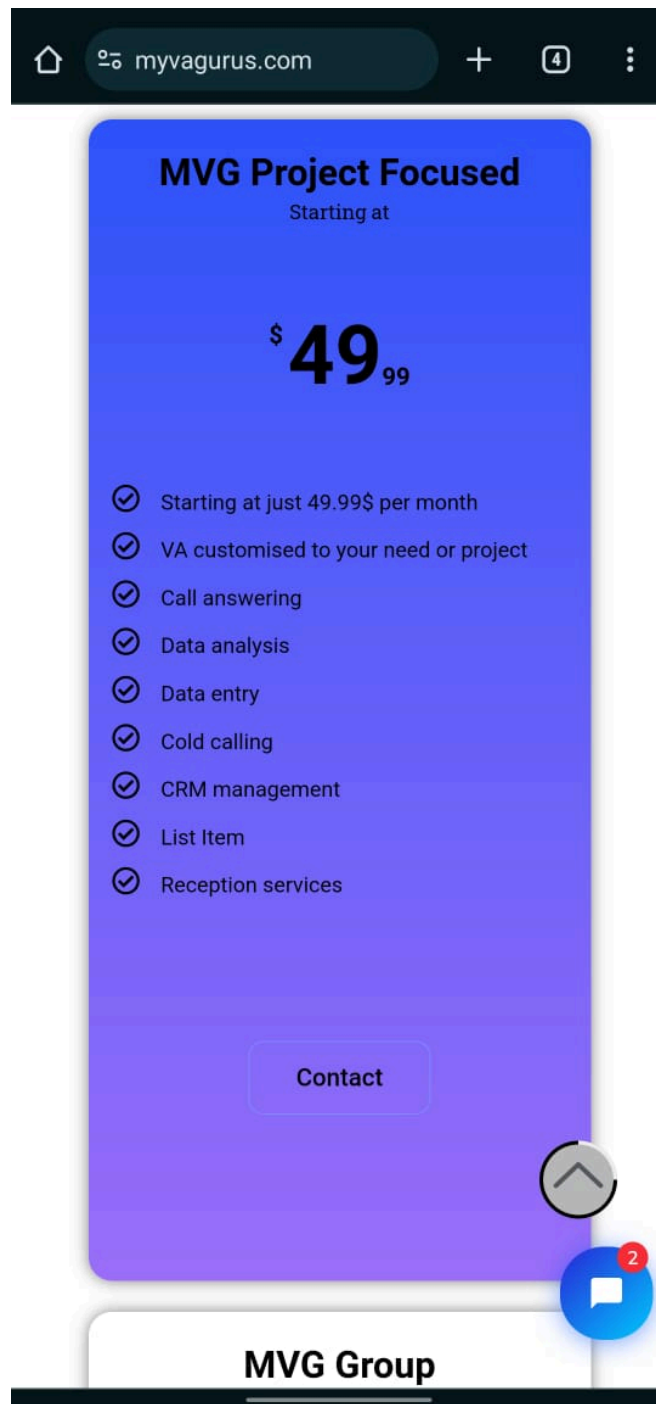 myvagurus.com
4
MVG Project Focused
Starting at
$49.99
Starting at just 49.99$ per month
VA customised to your need or project
Call answering
Data analysis
Data entry
Cold calling
CRM management
List Item
Reception services
Contact
2
MVG Group